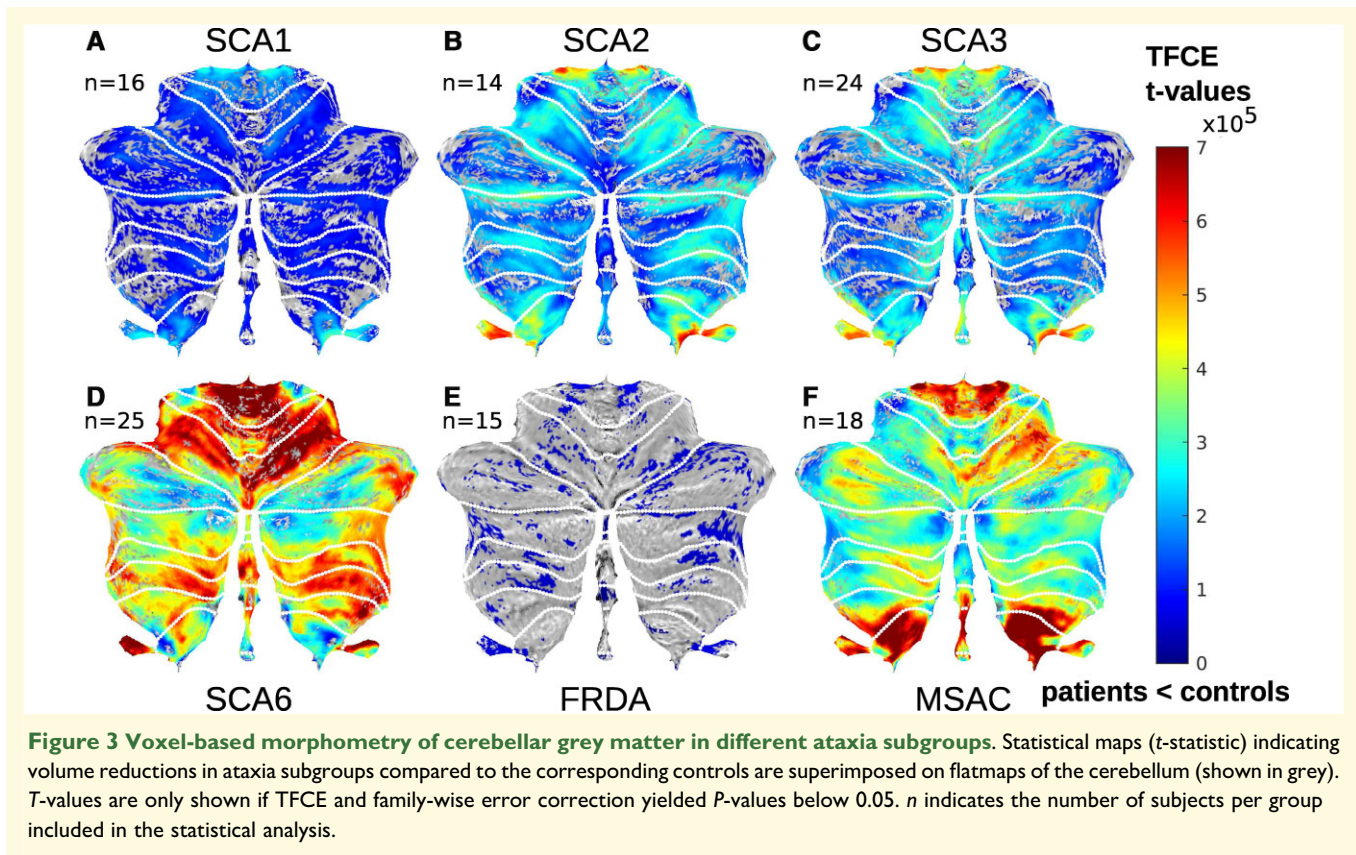 A
SCA1
n=16
B
SCA2
n=14
C
SCA3
n=24
TFCE
t-values
x10^5
7
6
5
4
3
2
1
0
D
n=25
E
n=15
F
n=18
SCA6
FRDA
MSAC
patients < controls
Figure 3 Voxel-based morphometry of cerebellar grey matter in different ataxia subgroups. Statistical maps (t-statistic) indicating
volume reductions in ataxia subgroups compared to the corresponding controls are superimposed on flatmaps of the cerebellum (shown in grey).
T-values are only shown if TFCE and family-wise error correction yielded P-values below 0.05. n indicates the number of subjects per group
included in the statistical analysis.